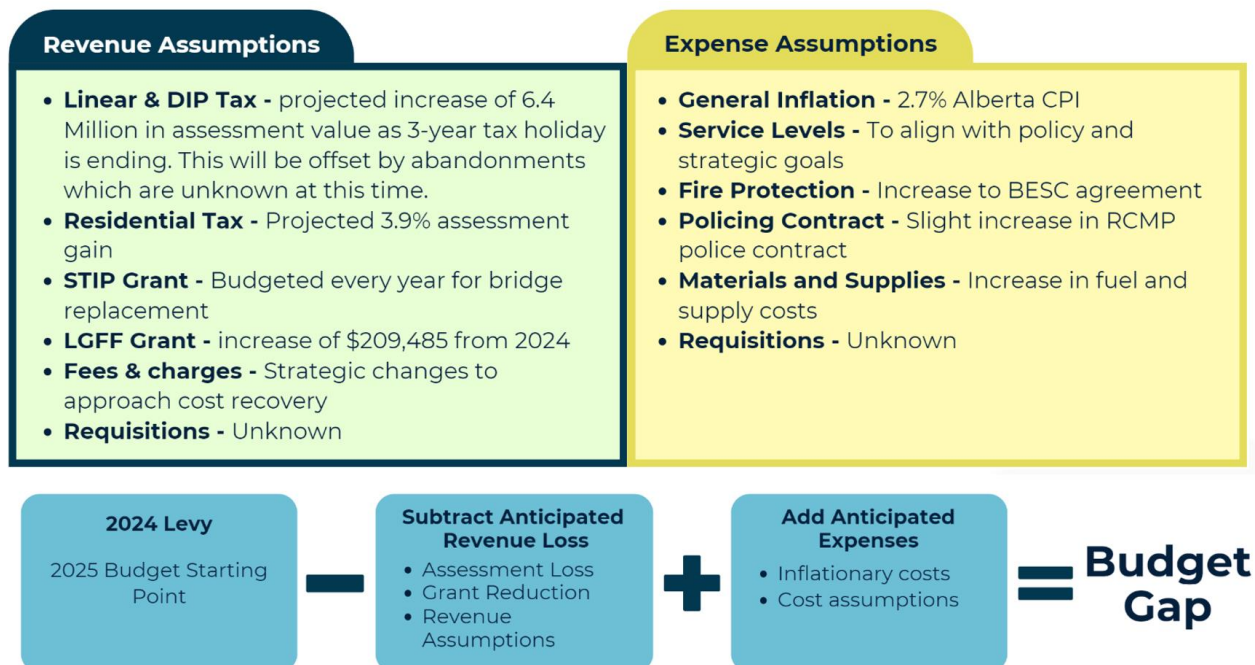 Revenue Assumptions
• Linear & DIP Tax - projected increase of 6.4
Million in assessment value as 3-year tax holiday
is ending. This will be offset by abandonments
which are unknown at this time.
• Residential Tax - Projected 3.9% assessment
gain
• STIP Grant - Budgeted every year for bridge
replacement
• LGFF Grant - increase of $209,485 from 2024
• Fees & charges - Strategic changes to
approach cost recovery
• Requisitions - Unknown
Expense Assumptions
• General Inflation - 2.7% Alberta CPI
• Service Levels - To align with policy and
strategic goals
• Fire Protection - Increase to BESC agreement
• Policing Contract - Slight increase in RCMP
police contract
• Materials and Supplies - Increase in fuel and
supply costs
• Requisitions - Unknown
2024 Levy
2025 Budget Starting
Point
−
Subtract Anticipated
Revenue Loss
• Assessment Loss
• Grant Reduction
• Revenue
Assumptions
+
Add Anticipated
Expenses
• Inflationary costs
• Cost assumptions
=
Budget
Gap